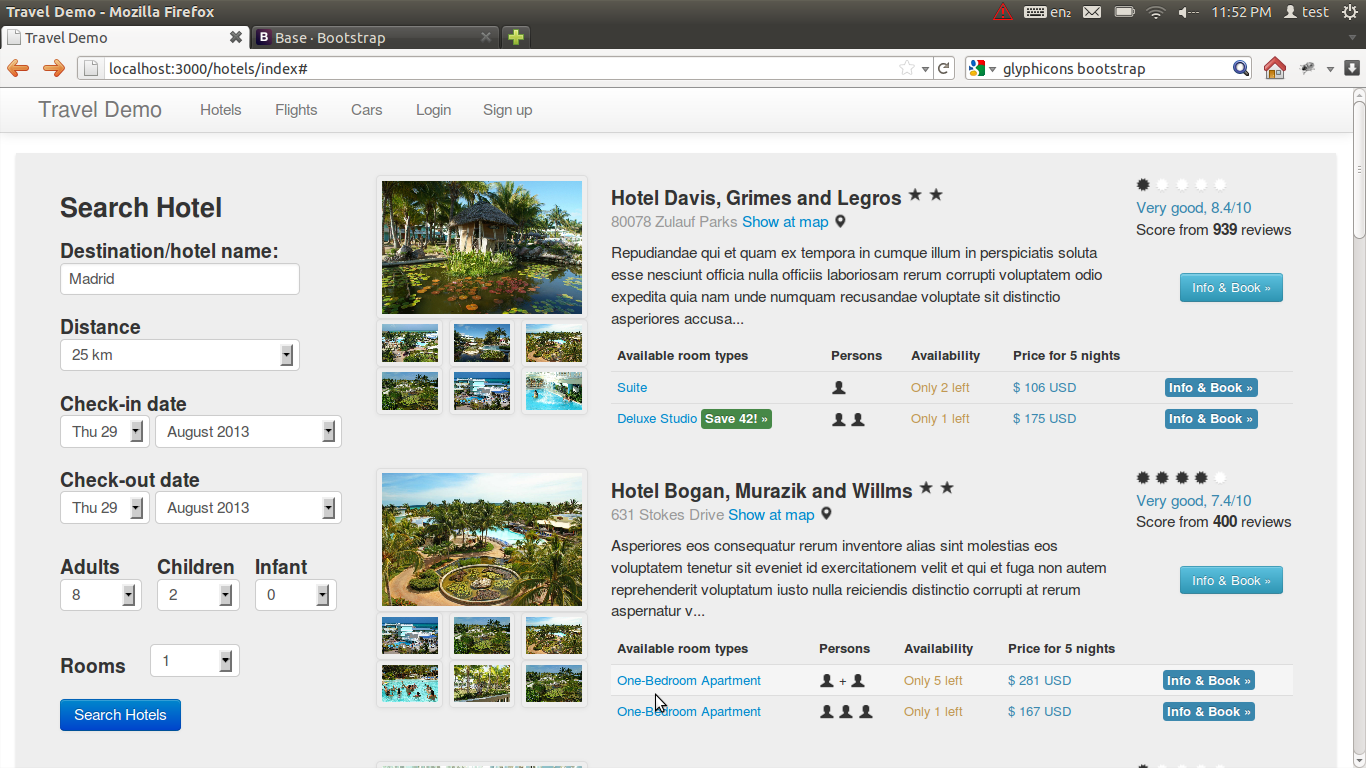 Travel Demo - Mozilla Firefox
en₂ 11:52 PM test
Travel Demo
B Base · Bootstrap
localhost:3000/hotels/index#
glyphicons bootstrap
Travel Demo Hotels Flights Cars Login Sign up
Search Hotel
Destination/hotel name:
Madrid
Distance
25 km
Check-in date
Thu 29 August 2013
Check-out date
Thu 29 August 2013
Adults Children Infant
8 2 0
Rooms 1
Search Hotels
Hotel Davis, Grimes and Legros
80078 Zulauf Parks Show at map
Repudiandae qui et quam ex tempora in cumque illum in perspiciatis soluta
esse nesciunt officia nulla officiis laboriosam rerum corrupti voluptatem odio
expedita quia nam unde numquam recusandae voluptate sit distinctio
asperiores accusa...
Very good, 8.4/10
Score from 939 reviews
Info & Book »
Available room types Persons Availability Price for 5 nights
Suite Only 2 left $ 106 USD Info & Book »
Deluxe Studio Save 42! » Only 1 left $ 175 USD Info & Book »
Hotel Bogan, Murazik and Willms
631 Stokes Drive Show at map
Asperiores eos consequatur rerum inventore alias sint molestias eos
voluptatem tenetur sit eveniet id exercitationem velit et qui et fuga non autem
reprehenderit voluptatum iusto nulla reiciendis distinctio corrupti at rerum
aspernatur v...
Very good, 7.4/10
Score from 400 reviews
Info & Book »
Available room types Persons Availability Price for 5 nights
One-Bedroom Apartment + Only 5 left $ 281 USD Info & Book »
One-Bedroom Apartment Only 1 left $ 167 USD Info & Book »